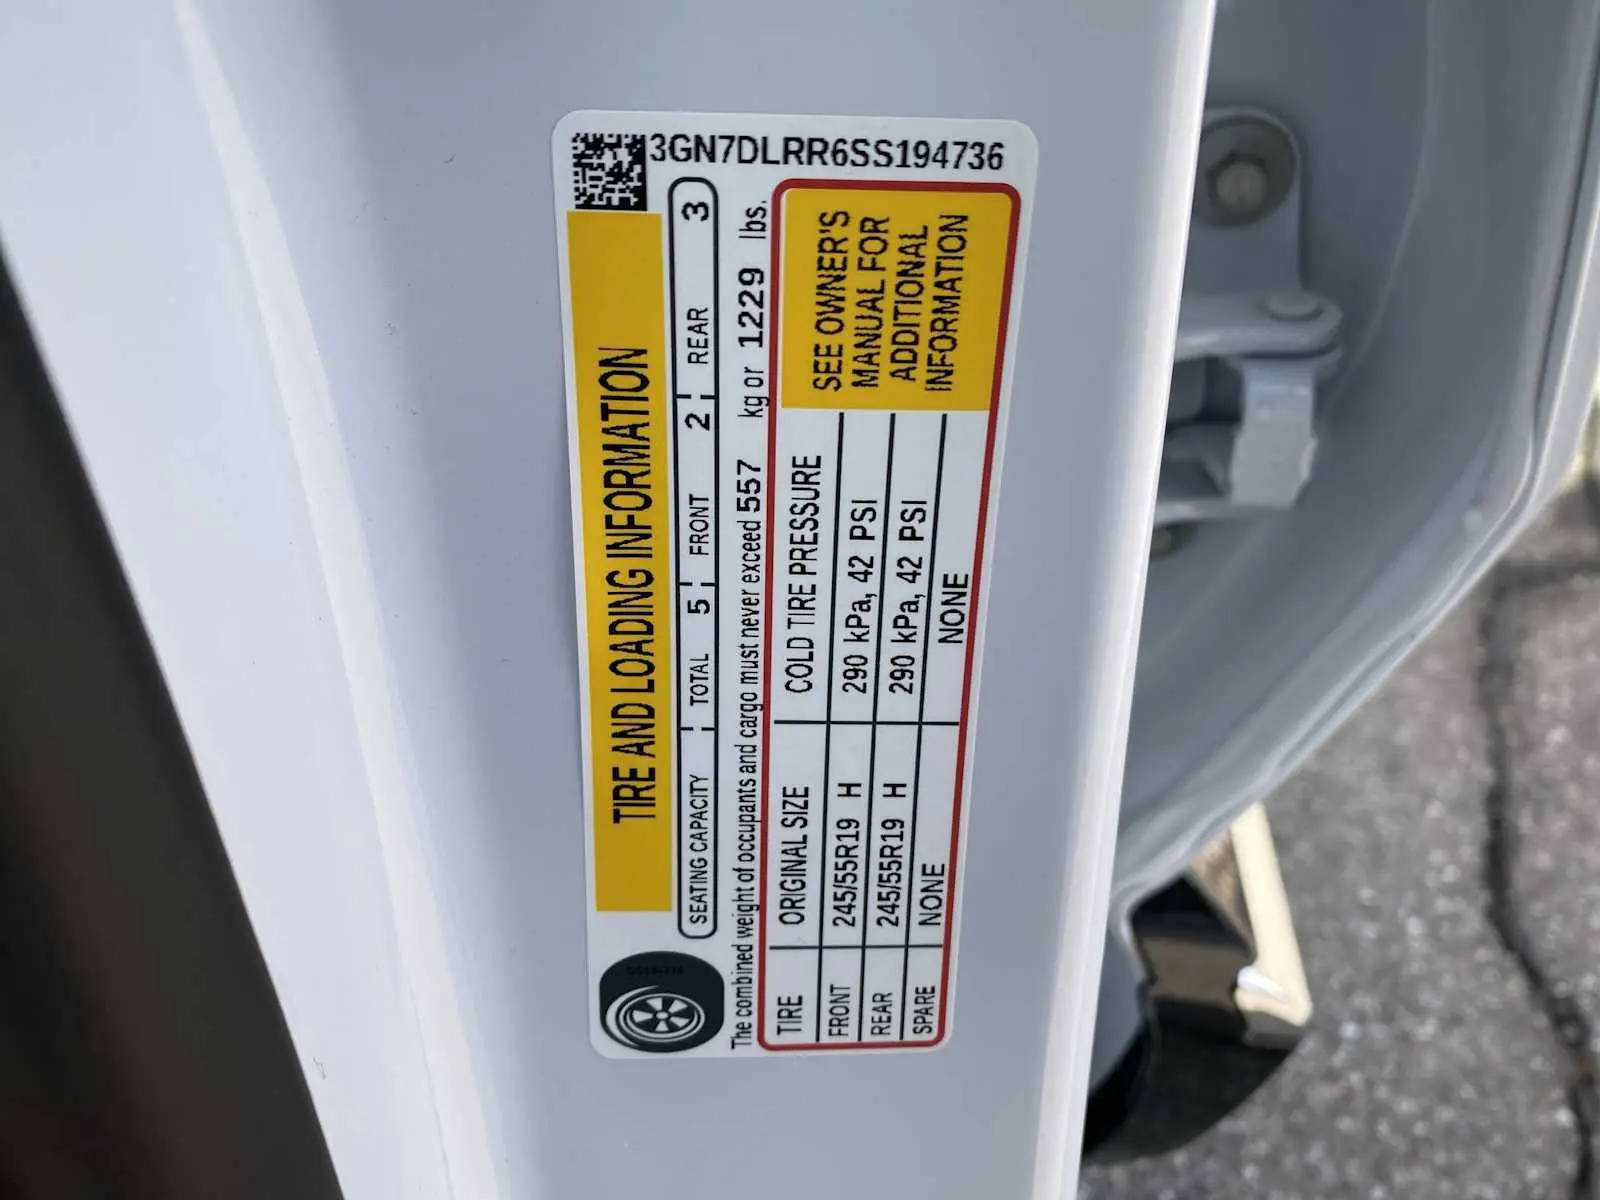 3GN7DLRR6SS194736
TIRE AND LOADING INFORMATION
SEATING CAPACITY TOTAL 5 FRONT 2 REAR 3
The combined weight of occupants and cargo must never exceed 557 kg or 1229 lbs.
TIRE ORIGINAL SIZE COLD TIRE PRESSURE
FRONT 245/55R19 H 290 kPa, 42 PSI
REAR 245/55R19 H 290 kPa, 42 PSI
SPARE NONE NONE
SEE OWNER'S
MANUAL FOR
ADDITIONAL
INFORMATION